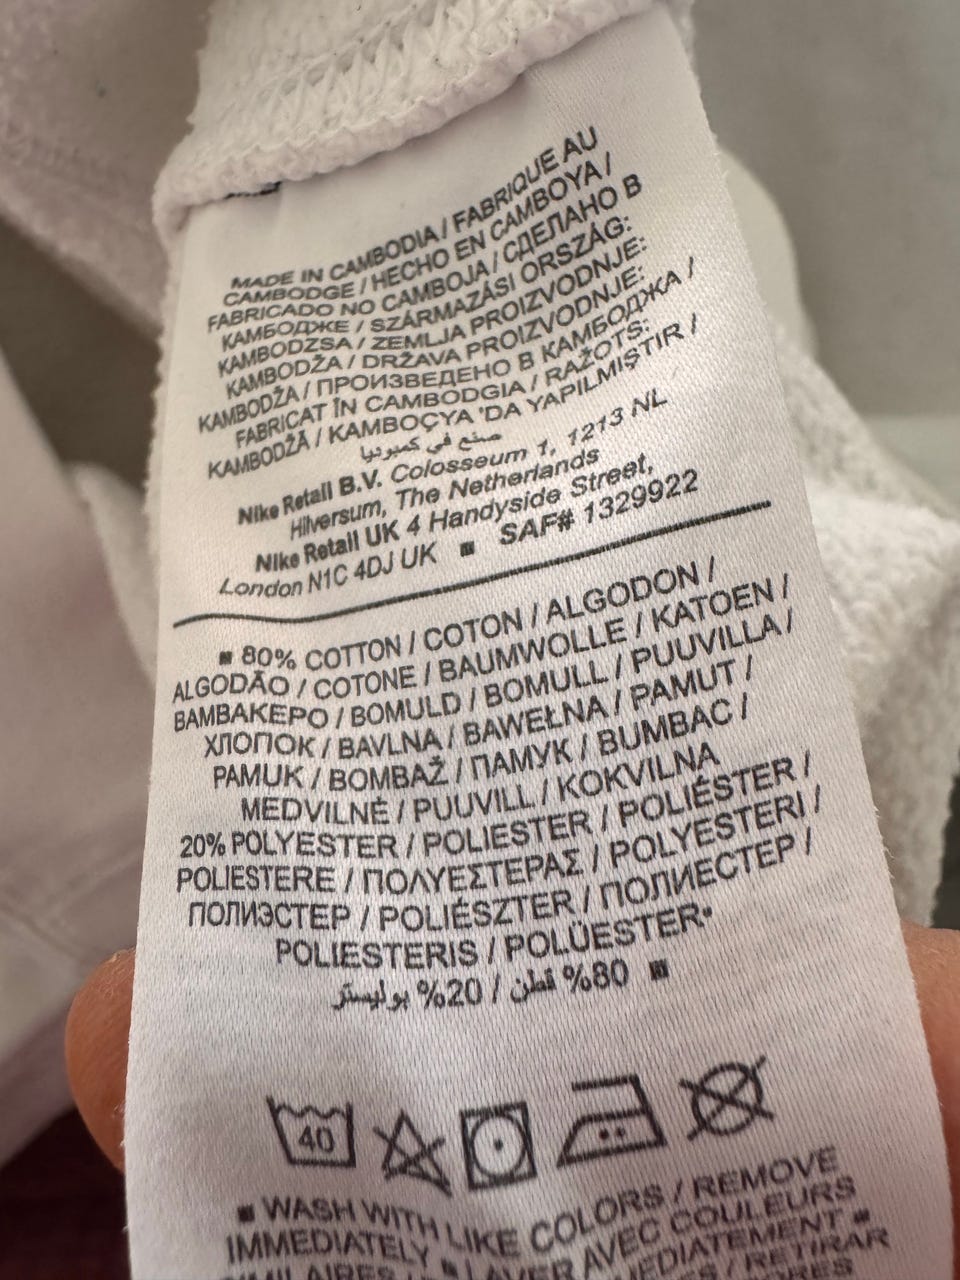 MADE IN CAMBODIA / FABRIQUE AU
CAMBODGE / HECHO EN CAMBOYA /
FABRICADO NO CAMBOJA / СДЕЛАНО В
КАМБОДЖЕ / SZÁRMAZÁSI ORSZÁG:
KAMBODZSA / ZEMLJA PROIZVODNJE:
KAMBODŽA / DRŽAVA PROIZVODNJE:
KAMBODŽA / ПРОИЗВЕДЕНО В КАМБОДЖА /
FABRICAT ÎN CAMBODGIA / RAŽOTS:
KAMBODŽĀ / KAMBOÇYA 'DA YAPILMIŞTIR /
صنع في كمبوديا
Nike Retail B.V. Colosseum 1, 1213 NL
Hilversum, The Netherlands
Nike Retail UK 4 Handyside Street,
London N1C 4DJ UK ■ SAF# 1329922
■ 80% COTTON / COTON / ALGODON /
ALGODÃO / COTONE / BAUMWOLLE / KATOEN /
ΒΑΜΒΑΚΕΡΟ / BOMULD / BOMULL / PUUVILLA /
ХЛОПОК / BAVLNA / BAWEŁNA / PAMUT /
PAMUK / BOMBAŽ / ПАМУК / BUMBAC /
MEDVILNĖ / PUUVILL / KOKVILNA
20% POLYESTER / POLIESTER / POLIÉSTER /
POLIESTERE / ΠΟΛΥΕΣΤΕΡΑΣ / POLYESTERI /
ПОЛИЭСТЕР / POLIÉSZTER / ПОЛИЕСТЕР /
POLIESTERIS / POLÜESTER
80% قطن / 20% بوليستر ■
40
■ WASH WITH LIKE COLORS / REMOVE
IMMEDIATELY ■ LAVER AVEC COULEURS
SIMILAIRES / IMMEDIATEMENT ■
/ RETIRAR